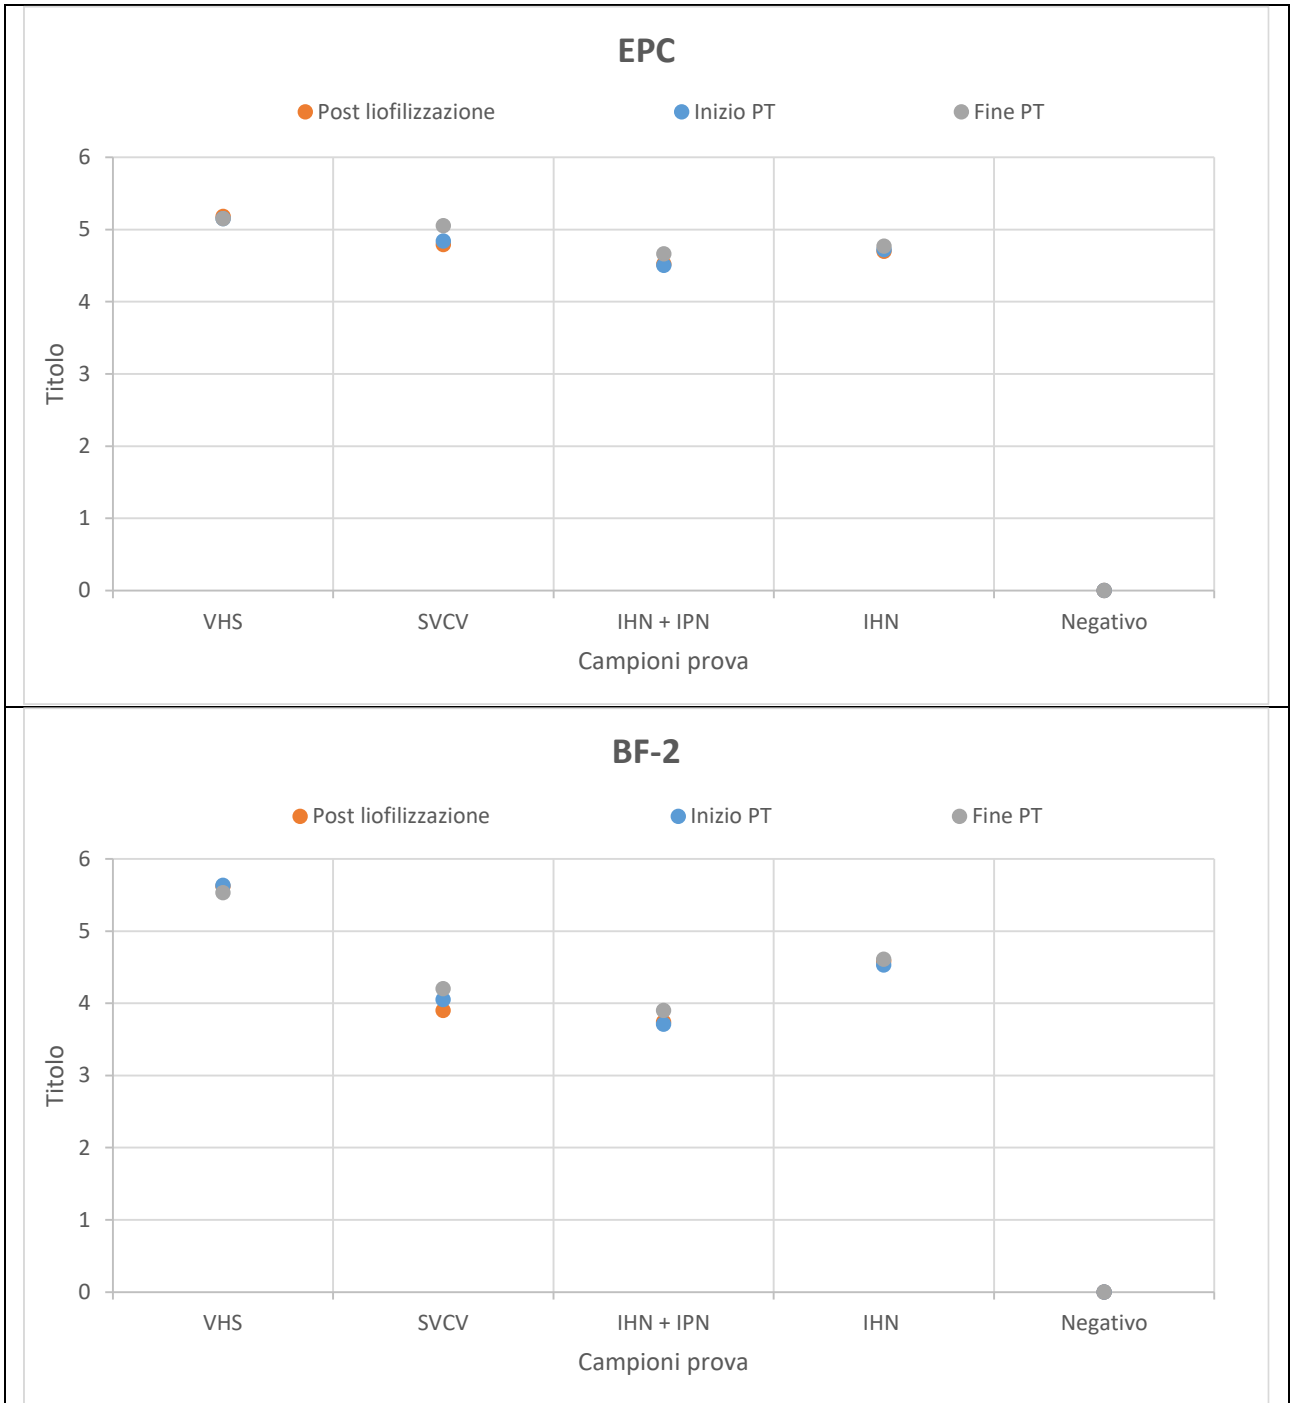 EPC
Post liofilizzazione Inizio PT Fine PT
6
5
4
3
2
1
0
Titolo
VHS SVCV IHN + IPN IHN Negativo
Campioni prova
BF-2
Post liofilizzazione Inizio PT Fine PT
6
5
4
3
2
1
0
Titolo
VHS SVCV IHN + IPN IHN Negativo
Campioni prova